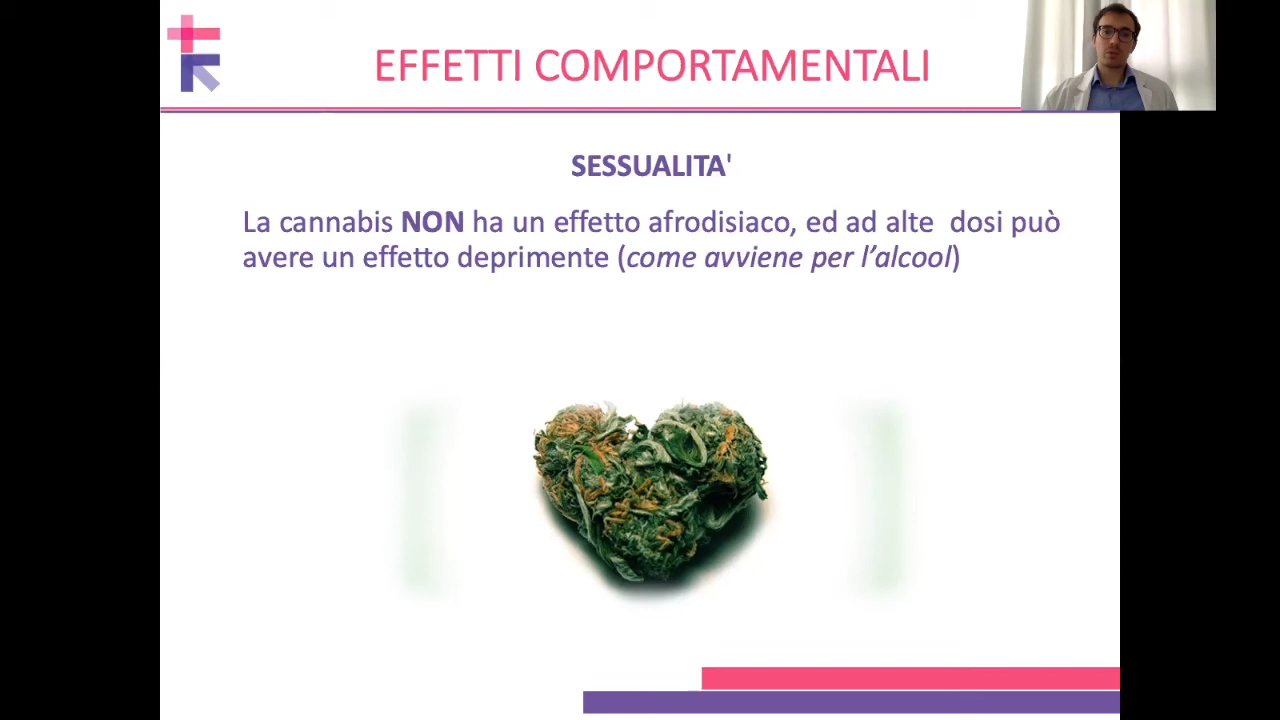 EFFETTI COMPORTAMENTALI
SESSUALITA'
La cannabis NON ha un effetto afrodisiaco, ed ad alte  dosi può
avere un effetto deprimente (come avviene per l’alcool)